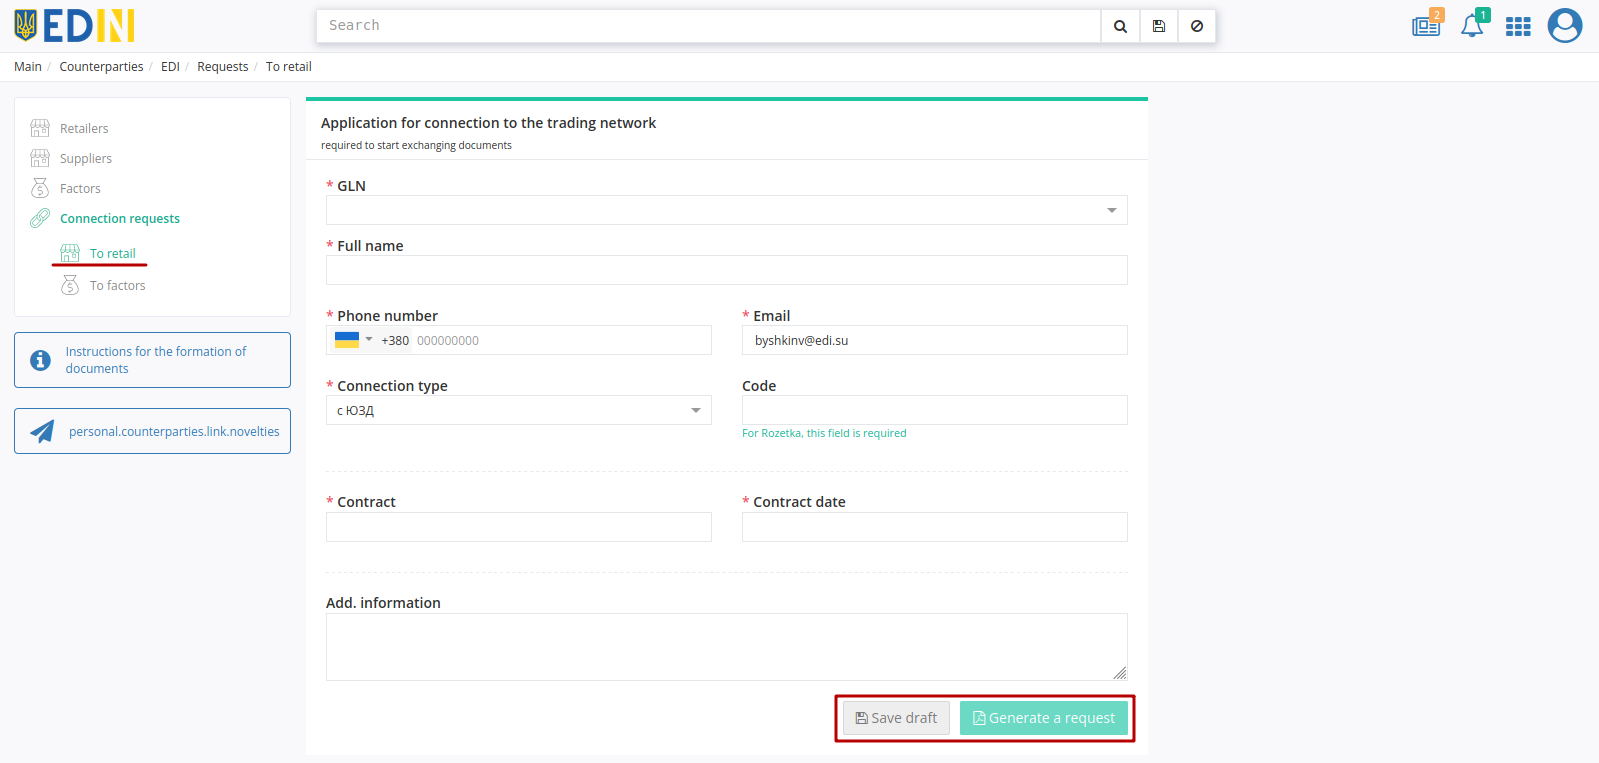 EDIN
Search
2
1
Main / Counterparties / EDI / Requests / To retail
Retailers
Suppliers
Factors
Connection requests
To retail
To factors
Instructions for the formation of
documents
personal.counterparties.link.novelties
Application for connection to the trading network
required to start exchanging documents
* GLN
* Full name
* Phone number
+380 000000000
* Email
byshkinv@edi.su
* Connection type
с ЮЗД
Code
For Rozetka, this field is required
* Contract
* Contract date
Add. information
Save draft
Generate a request